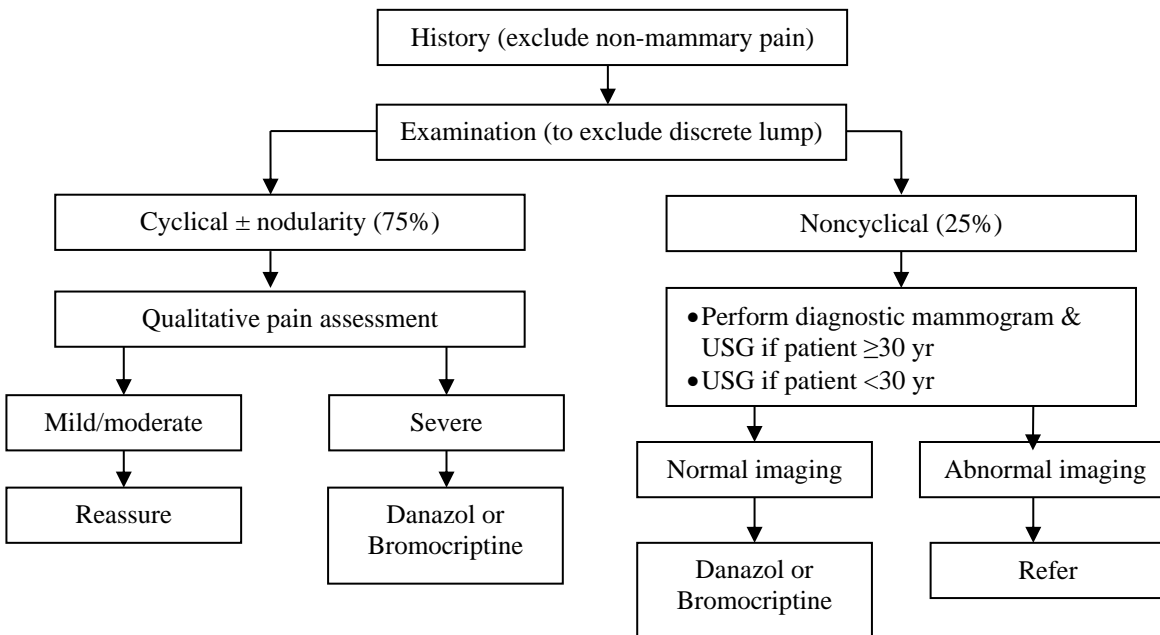 History (exclude non-mammary pain)
Examination (to exclude discrete lump)
Cyclical ± nodularity (75%)
Noncyclical (25%)
Qualitative pain assessment
•Perform diagnostic mammogram &
USG if patient ≥30 yr
•USG if patient <30 yr
Mild/moderate
Severe
Normal imaging
Abnormal imaging
Reassure
Danazol or
Bromocriptine
Danazol or
Bromocriptine
Refer